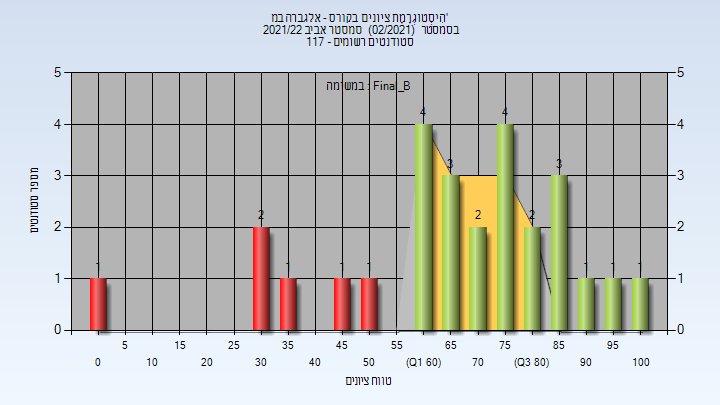 היסטוגרמת ציונים בקורס - אלגברה במ'
בסמסטר (02/2021) סמסטר אביב 2021/22
סטודנטים רשומים - 117
במשימה : Final_B
מספר סטודנטים
5 5
4 4
3 3
2 2
1 1
0 0
1 2 1 1 1 4 3 2 4 2 3 1 1 1
5 15 25 35 45 55 65 75 85 95
0 10 20 30 40 50 (Q1 60) 70 (Q3 80) 90 100
טווח ציונים